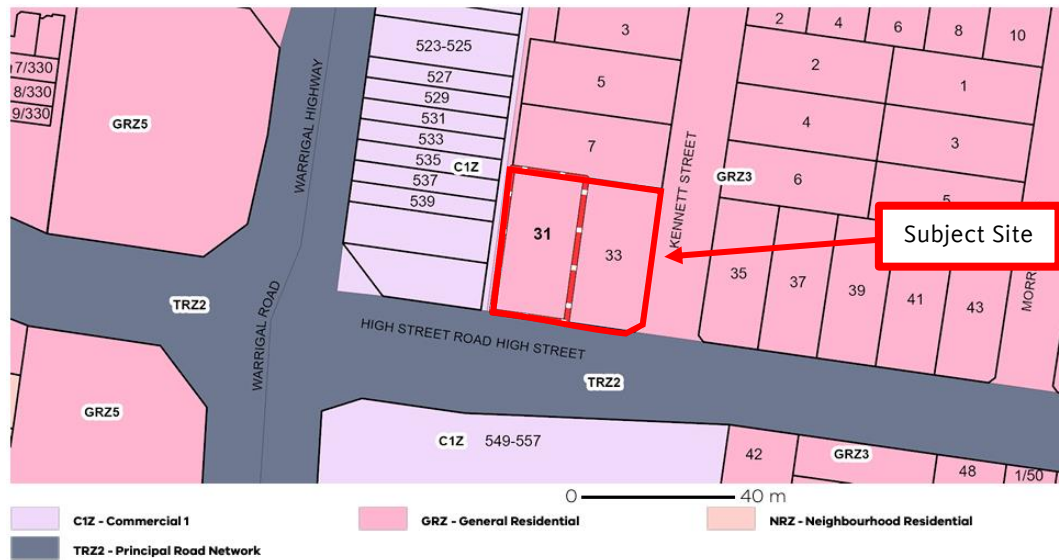 523-525
527
529
531
533
535
537
539
C1Z
7/330
8/330
9/330
GRZ5
WARRIGAL HIGHWAY
WARRIGAL ROAD
3
5
7
31
33
KENNETT STREET
GRZ3
2
4
6
8
10
2
4
6
1
3
5
35
37
39
41
43
MORR
Subject Site
TRZ2
HIGH STREET ROAD HIGH STREET
TRZ2
GRZ5
C1Z
549-557
42
GRZ3
48
1/50
0 40 m
C1Z - Commercial 1
GRZ - General Residential
NRZ - Neighbourhood Residential
TRZ2 - Principal Road Network